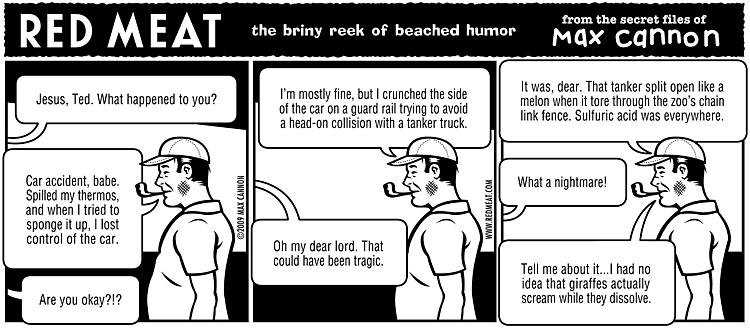 RED MEAT
the briny reek of beached humor
from the secret files of
Max cannon
Jesus, Ted. What happened to you?
Car accident, babe.
Spilled my thermos,
and when I tried to
sponge it up, I lost
control of the car.
Are you okay?!?
©2009 MAX CANNON
I'm mostly fine, but I crunched the side
of the car on a guard rail trying to avoid
a head-on collision with a tanker truck.
Oh my dear lord. That
could have been tragic.
WWW.REDMEAT.COM
It was, dear. That tanker split open like a
melon when it tore through the zoo's chain
link fence. Sulfuric acid was everywhere.
What a nightmare!
Tell me about it...I had no
idea that giraffes actually
scream while they dissolve.